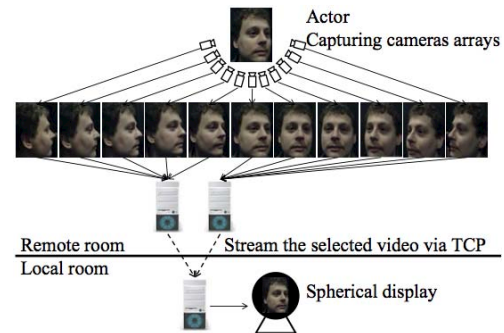 Actor
Capturing cameras arrays
Remote room
Stream the selected video via TCP
Local room
Spherical display